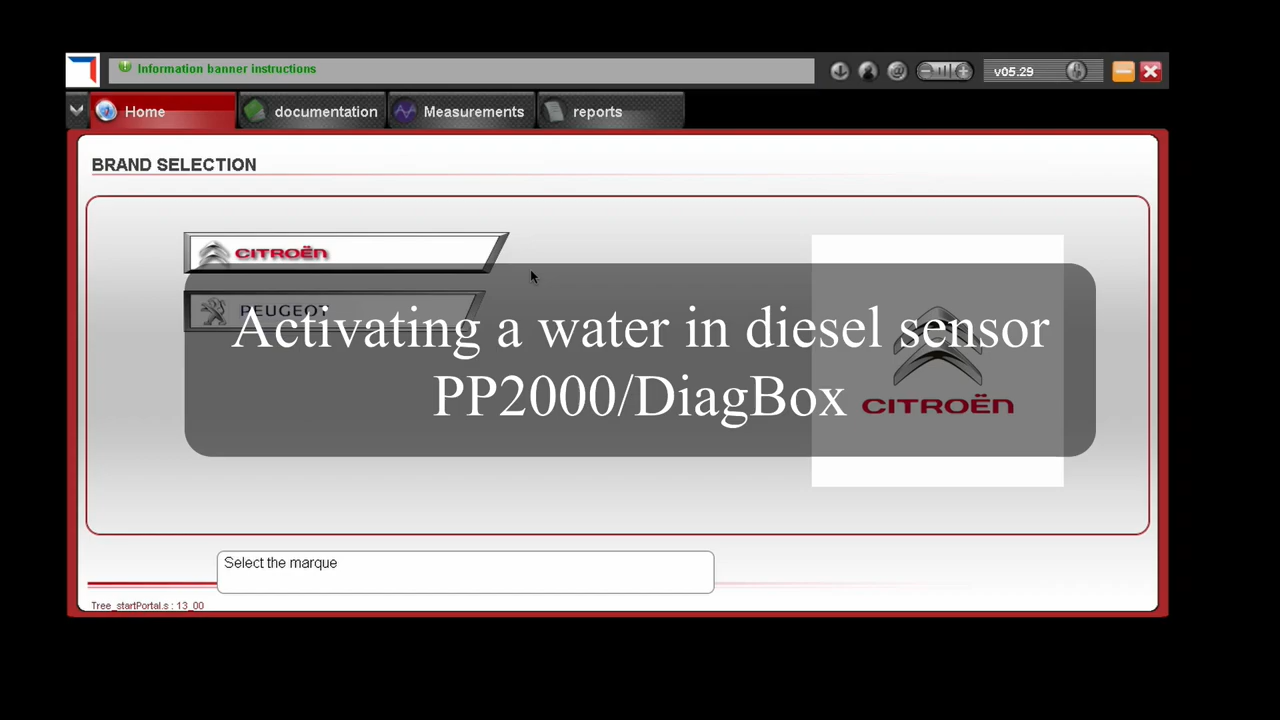 Information banner instructions
v05.29
Home
documentation
Measurements
reports
BRAND SELECTION
CITROËN
PEUGEOT
Activating a water in diesel sensor
PP2000/DiagBox
CITROËN
Select the marque
Tree_startPortal.s : 13_00